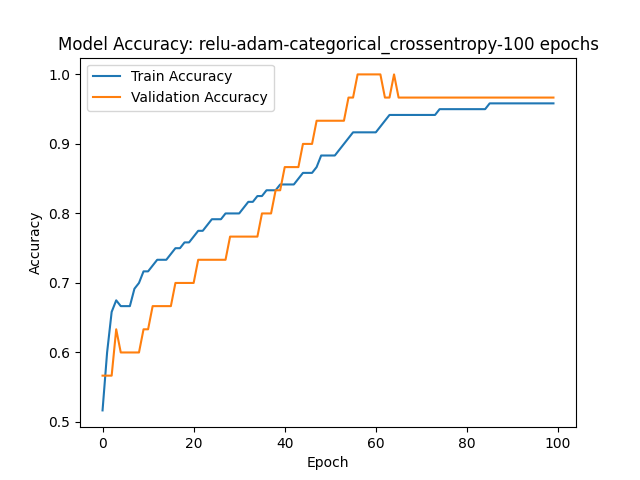 Model Accuracy: relu-adam-categorical_crossentropy-100 epochs
Train Accuracy
Validation Accuracy
Accuracy
1.0
0.9
0.8
0.7
0.6
0.5
0 20 40 60 80 100
Epoch